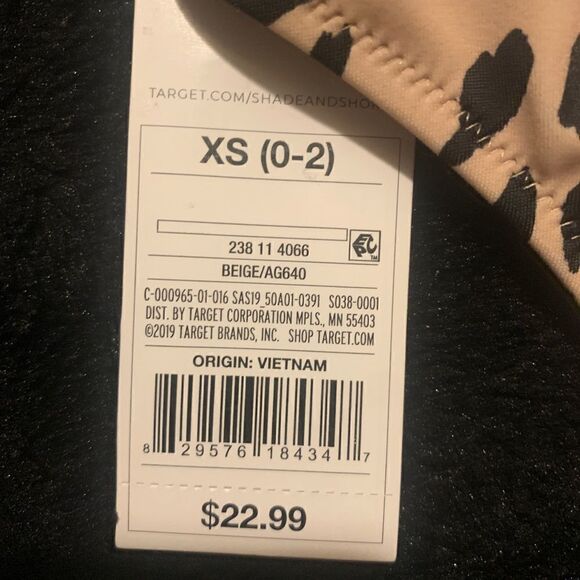 TARGET.COM/SHADEANDSHO
XS (0-2)
238 11 4066
EPC™
BEIGE/AG640
C-000965-01-016 SAS19_50A01-0391 S038-0001
DIST. BY TARGET CORPORATION MPLS., MN 55403
©2019 TARGET BRANDS, INC. SHOP TARGET.COM
ORIGIN: VIETNAM
8 29576 18434 7
$22.99